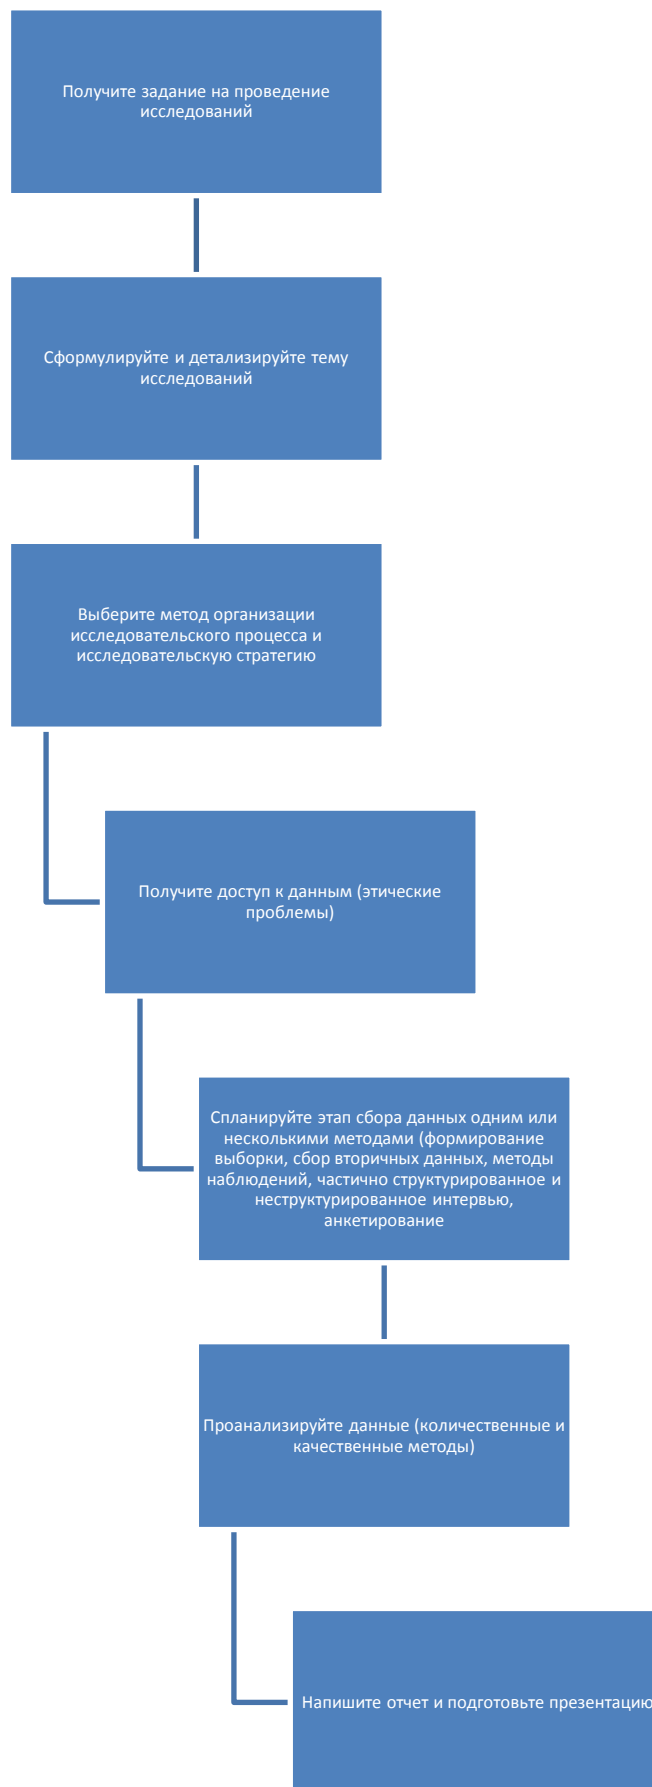 Получите задание на проведение
исследований
Сформулируйте и детализируйте тему
исследований
Выберите метод организации
исследовательского процесса и
исследовательскую стратегию
Получите доступ к данным (этические
проблемы)
Спланируйте этап сбора данных одним или
несколькими методами (формирование
выборки, сбор вторичных данных, методы
наблюдений, частично структурированное и
неструктурированное интервью,
анкетирование
Проанализируйте данные (количественные и
качественные методы)
Напишите отчет и подготовьте презентацию